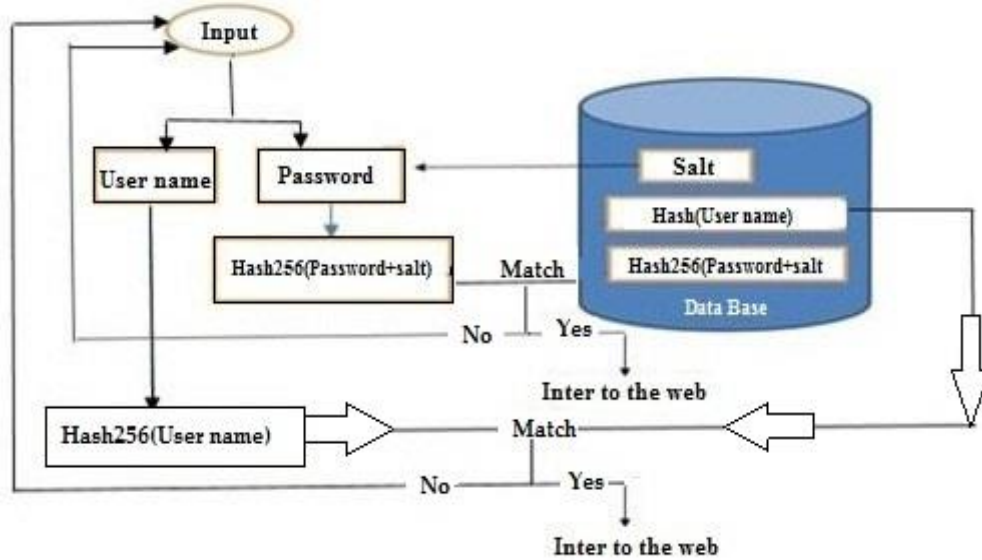 Input
User name
Password
Salt
Hash(User name)
Hash256(Password+salt)
Match
Hash256(Password+salt
Data Base
No
Yes
Inter to the web
Hash256(User name)
Match
No
Yes
Inter to the web